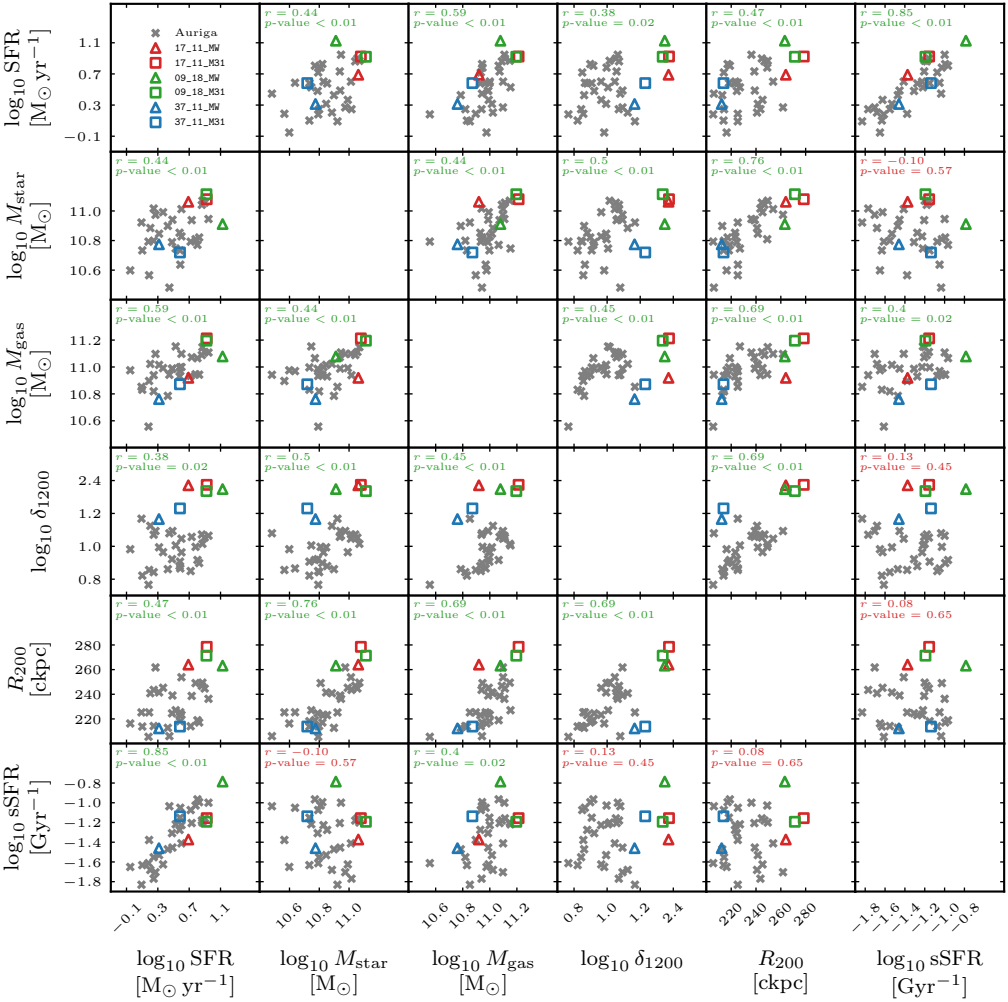 r = 0.44
p-value < 0.01
r = 0.59
p-value < 0.01
r = 0.38
p-value = 0.02
r = 0.47
p-value < 0.01
r = 0.85
p-value < 0.01
Auriga
17_11_MW
17_11_M31
09_18_MW
09_18_M31
37_11_MW
37_11_M31
log₁₀ SFR
[M⊙ yr⁻¹]
1.1
0.7
0.3
−0.1
r = 0.44
p-value < 0.01
r = 0.44
p-value < 0.01
r = 0.5
p-value < 0.01
r = 0.76
p-value < 0.01
r = −0.10
p-value = 0.57
log₁₀ Mstar
[M⊙]
11.0
10.8
10.6
r = 0.59
p-value < 0.01
r = 0.44
p-value < 0.01
r = 0.45
p-value < 0.01
r = 0.69
p-value < 0.01
r = 0.4
p-value = 0.02
log₁₀ Mgas
[M⊙]
11.2
11.0
10.8
10.6
r = 0.38
p-value = 0.02
r = 0.5
p-value < 0.01
r = 0.45
p-value < 0.01
r = 0.69
p-value < 0.01
r = 0.13
p-value = 0.45
log₁₀ δ₁₂₀₀
2.4
1.2
1.0
0.8
r = 0.47
p-value < 0.01
r = 0.76
p-value < 0.01
r = 0.69
p-value < 0.01
r = 0.69
p-value < 0.01
r = 0.08
p-value = 0.65
R₂₀₀
[ckpc]
280
260
240
220
r = 0.85
p-value < 0.01
r = −0.10
p-value = 0.57
r = 0.4
p-value = 0.02
r = 0.13
p-value = 0.45
r = 0.08
p-value = 0.65
log₁₀ sSFR
[Gyr⁻¹]
−0.8
−1.0
−1.2
−1.4
−1.6
−1.8
−0.1 0.3 0.7 1.1
10.6 10.8 11.0
10.6 10.8 11.0 11.2
0.8 1.0 1.2 2.4
220 240 260 280
−1.8 −1.6 −1.4 −1.2 −1.0 −0.8
log₁₀ SFR
[M⊙ yr⁻¹]
log₁₀ Mstar
[M⊙]
log₁₀ Mgas
[M⊙]
log₁₀ δ₁₂₀₀
R₂₀₀
[ckpc]
log₁₀ sSFR
[Gyr⁻¹]